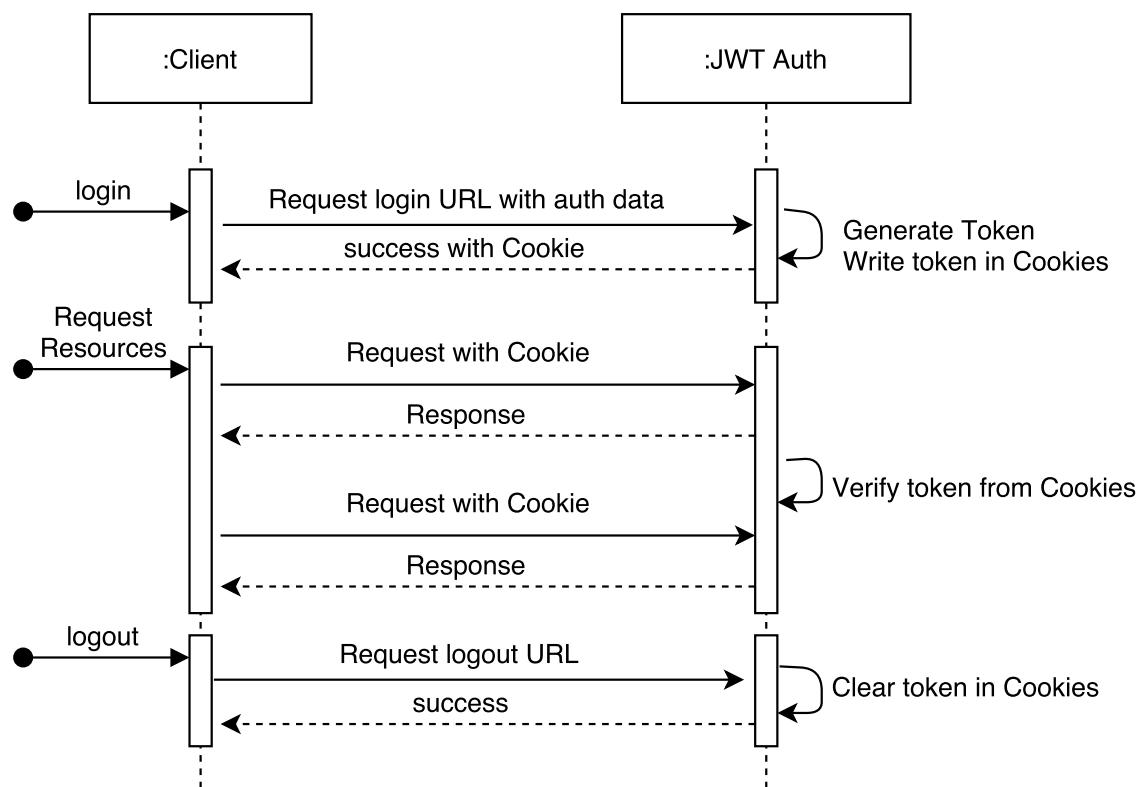 :Client
:JWT Auth
login
Request login URL with auth data
success with Cookie
Generate Token
Write token in Cookies
Request
Resources
Request with Cookie
Response
Verify token from Cookies
Request with Cookie
Response
logout
Request logout URL
success
Clear token in Cookies